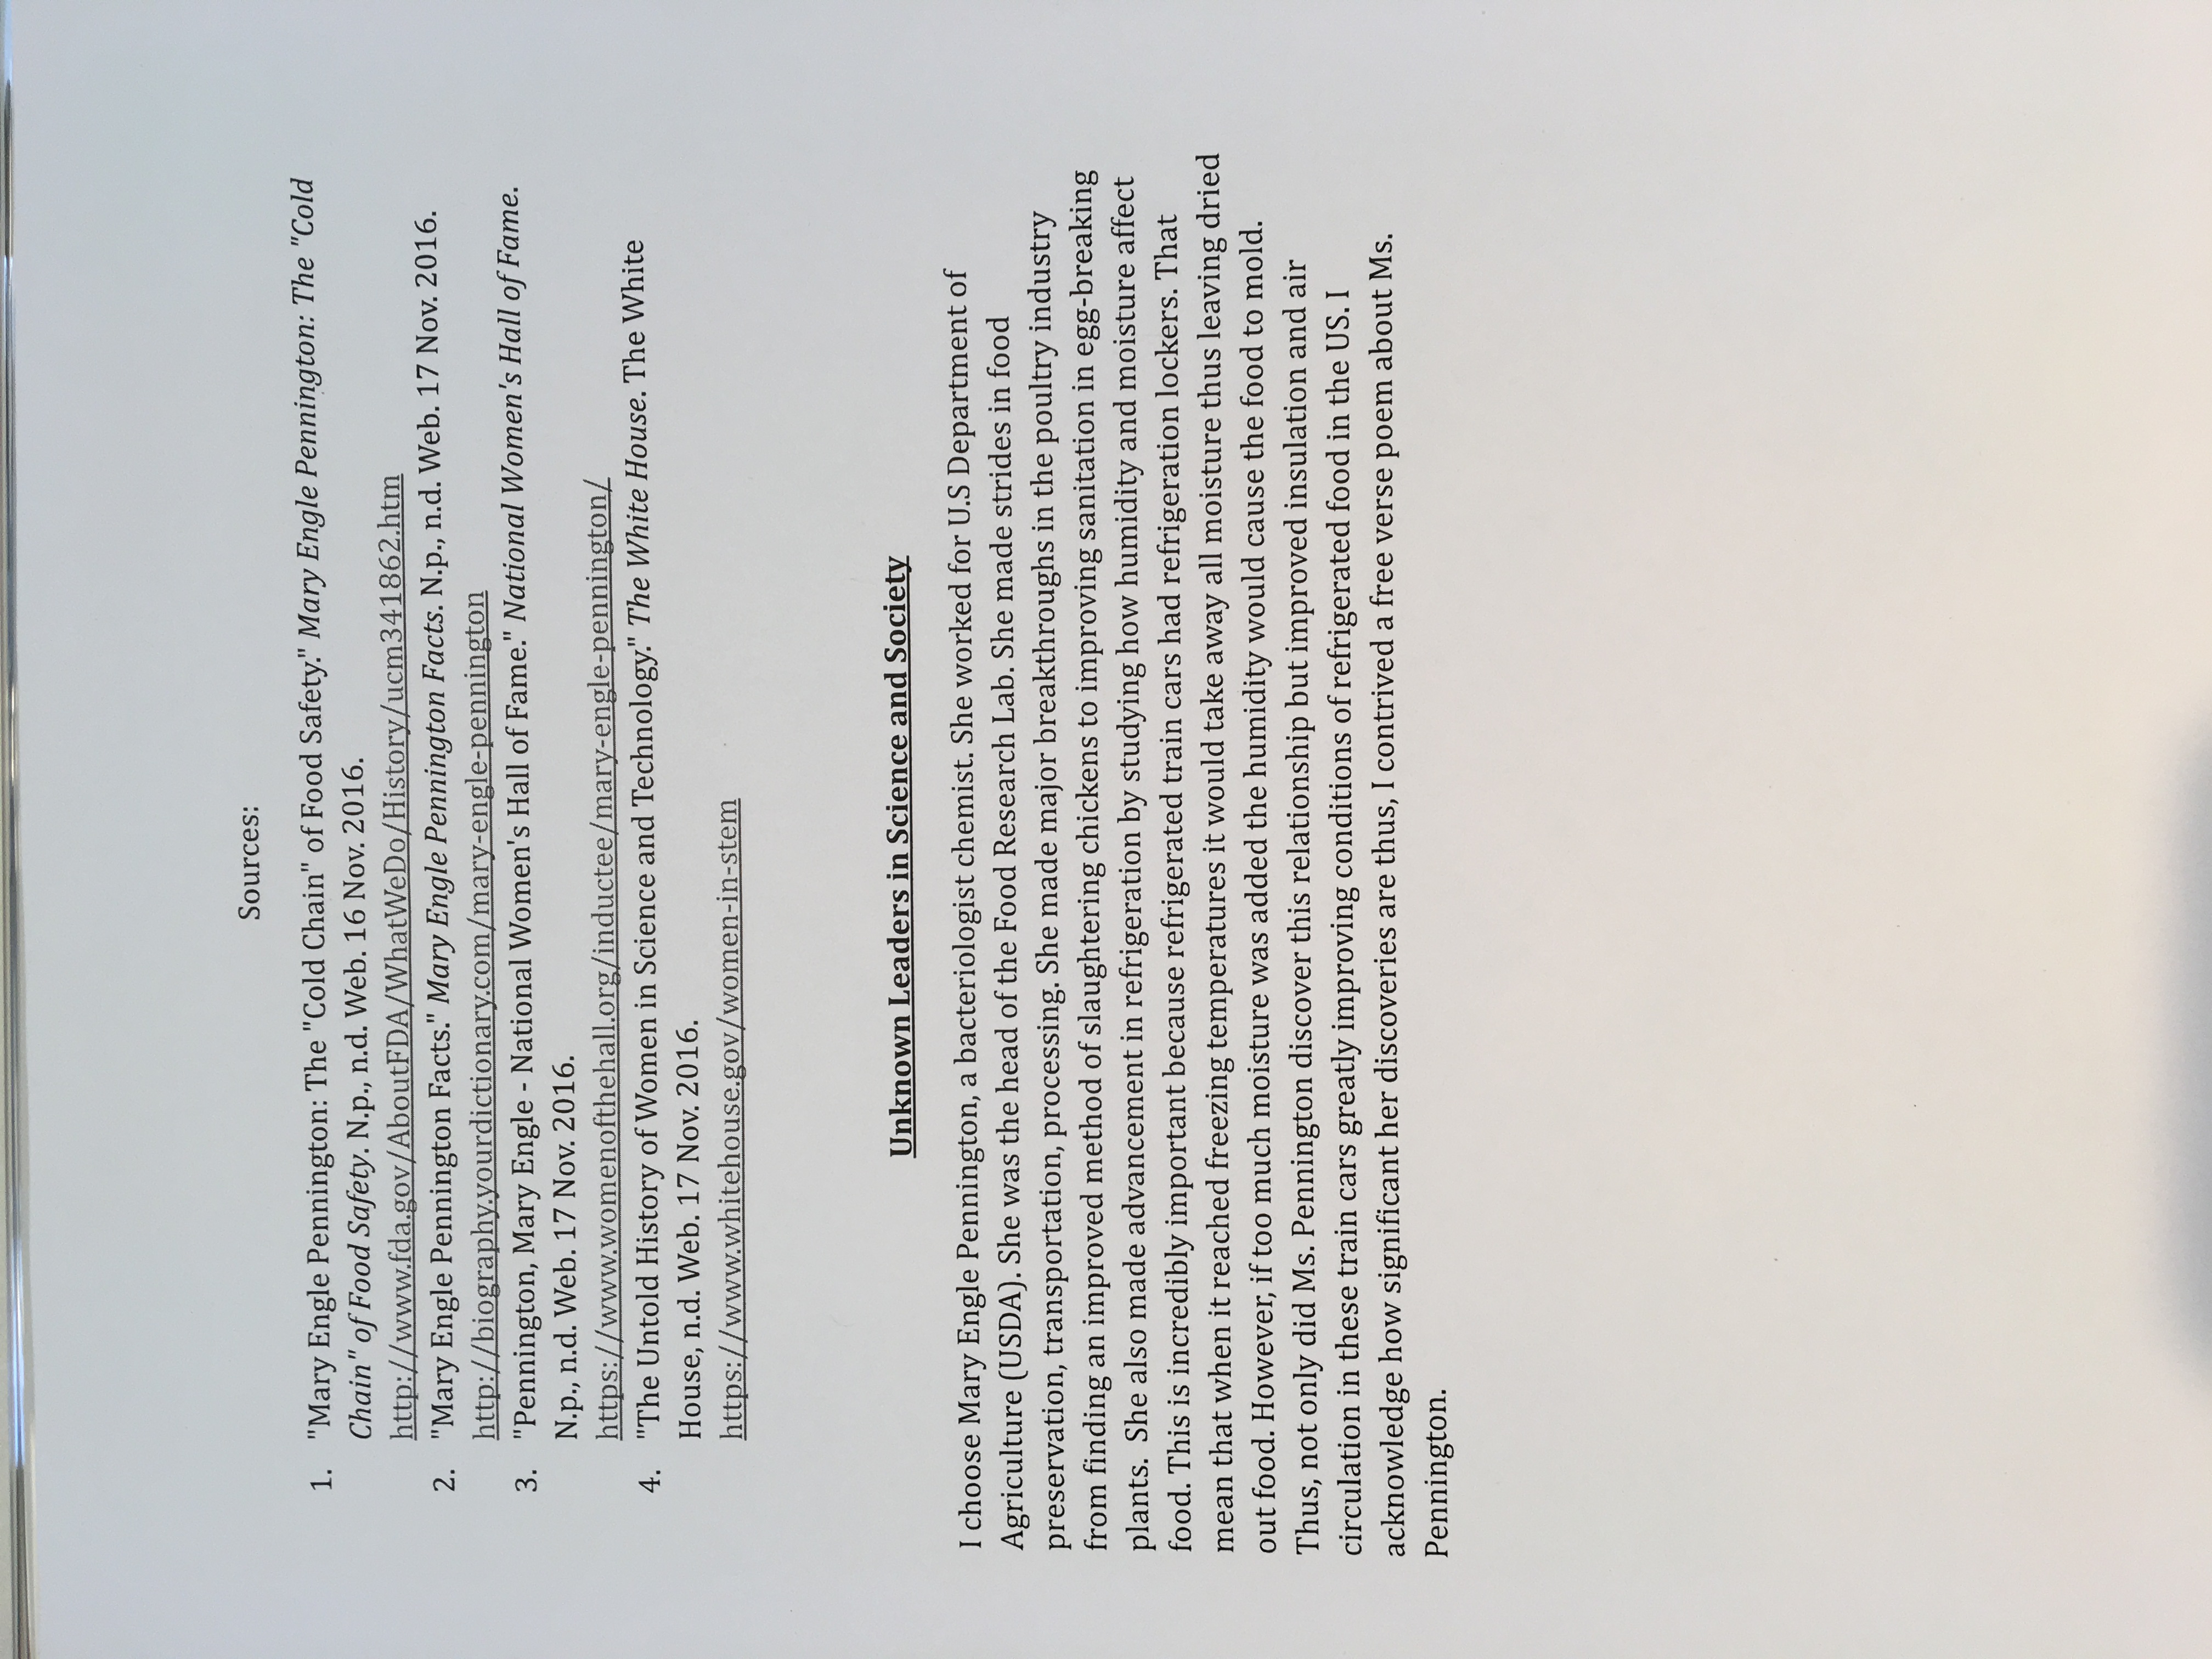 Sources:
1. "Mary Engle Pennington: The "Cold Chain" of Food Safety." Mary Engle Pennington: The "Cold
Chain" of Food Safety. N.p., n.d. Web. 16 Nov. 2016.
http://www.fda.gov/AboutFDA/WhatWeDo/History/ucm341862.htm
2. "Mary Engle Pennington Facts." Mary Engle Pennington Facts. N.p., n.d. Web. 17 Nov. 2016.
http://biography.yourdictionary.com/mary-engle-pennington
3. "Pennington, Mary Engle - National Women's Hall of Fame." National Women's Hall of Fame.
N.p., n.d. Web. 17 Nov. 2016.
https://www.womenofthehall.org/inductee/mary-engle-pennington/
4. "The Untold History of Women in Science and Technology." The White House. The White
House, n.d. Web. 17 Nov. 2016.
https://www.whitehouse.gov/women-in-stem
Unknown Leaders in Science and Society
I choose Mary Engle Pennington, a bacteriologist chemist. She worked for U.S Department of
Agriculture (USDA). She was the head of the Food Research Lab. She made strides in food
preservation, transportation, processing. She made major breakthroughs in the poultry industry
from finding an improved method of slaughtering chickens to improving sanitation in egg-breaking
plants.  She also made advancement in refrigeration by studying how humidity and moisture affect
food. This is incredibly important because refrigerated train cars had refrigeration lockers. That
mean that when it reached freezing temperatures it would take away all moisture thus leaving dried
out food. However, if too much moisture was added the humidity would cause the food to mold.
Thus, not only did Ms. Pennington discover this relationship but improved insulation and air
circulation in these train cars greatly improving conditions of refrigerated food in the US. I
acknowledge how significant her discoveries are thus, I contrived a free verse poem about Ms.
Pennington.